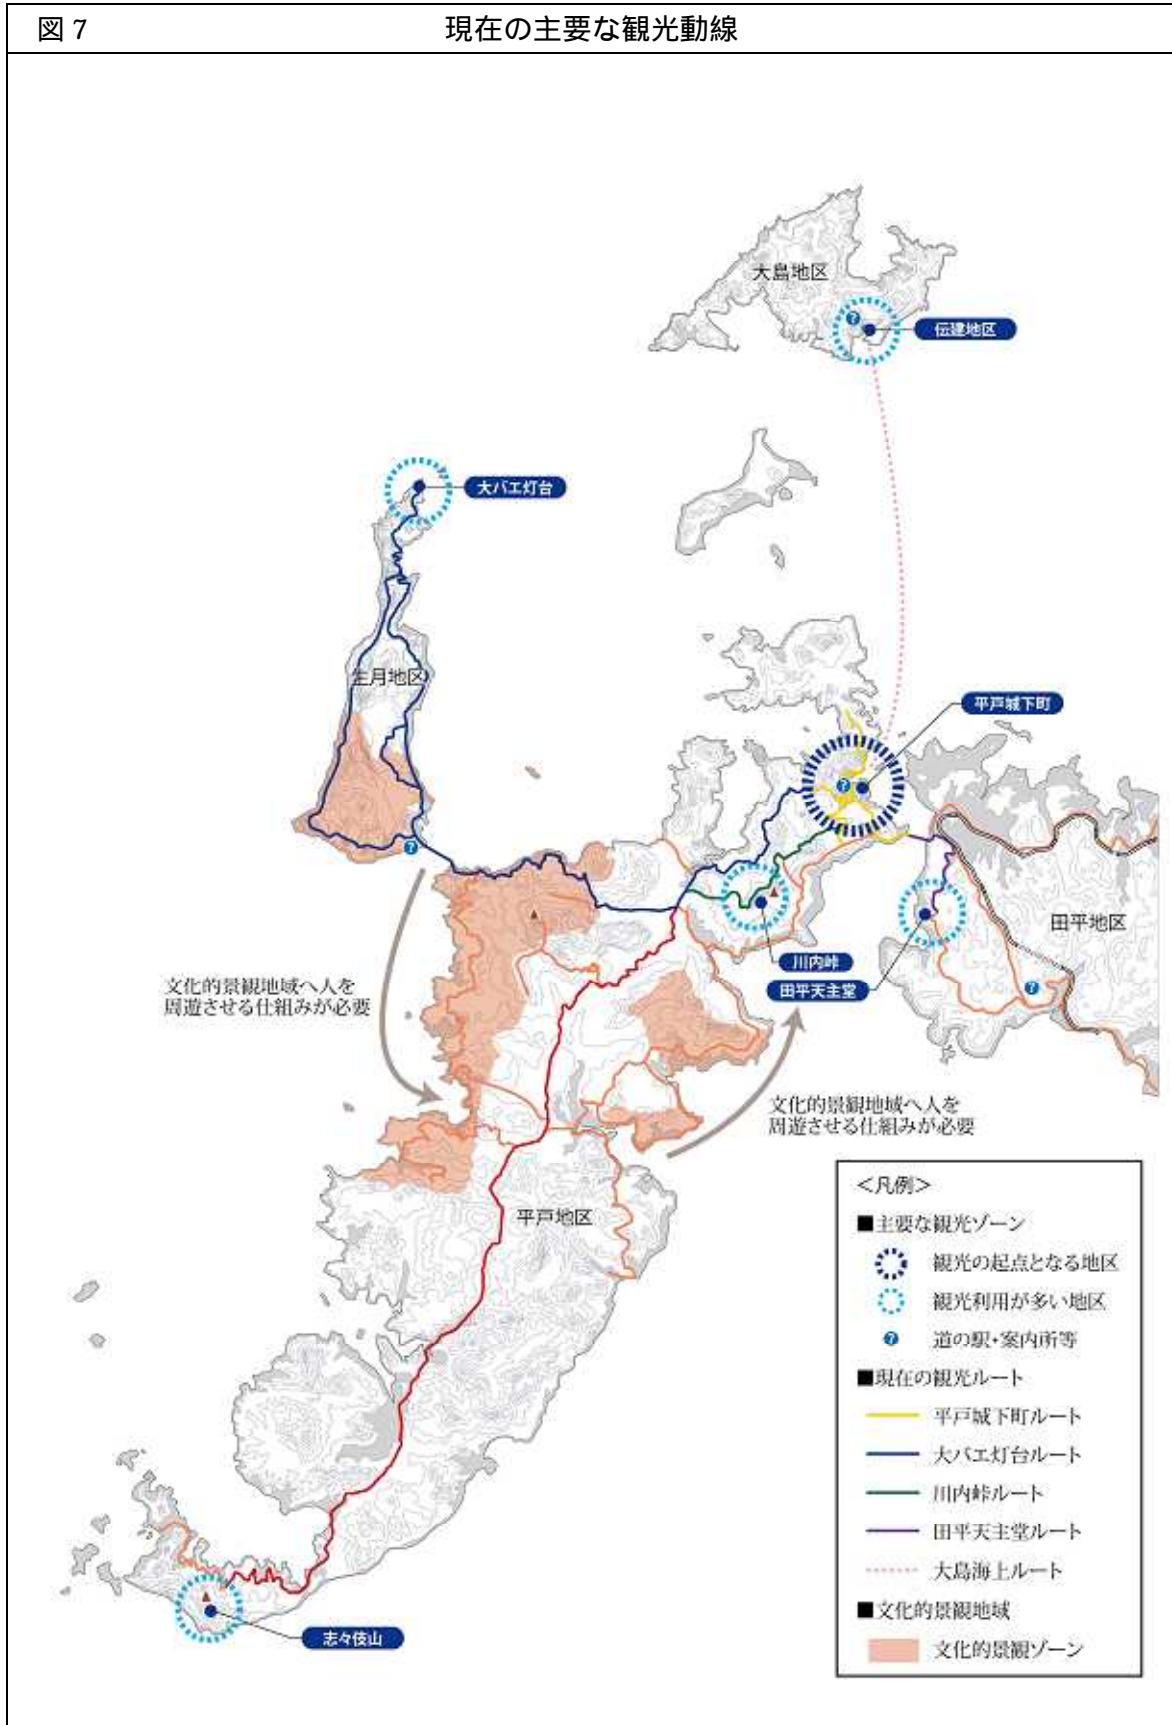 図 7
現在の主要な観光動線
大島地区
伝建地区
大バエ灯台
生月地区
平戸城下町
田平地区
川内峠
田平天主堂
文化的景観地域へ人を
周遊させる仕組みが必要
文化的景観地域へ人を
周遊させる仕組みが必要
平戸地区
志々伎山
<凡例>
■主要な観光ゾーン
観光の起点となる地区
観光利用が多い地区
? 道の駅・案内所等
■現在の観光ルート
平戸城下町ルート
大バエ灯台ルート
川内峠ルート
田平天主堂ルート
大島海上ルート
■文化的景観地域
文化的景観ゾーン